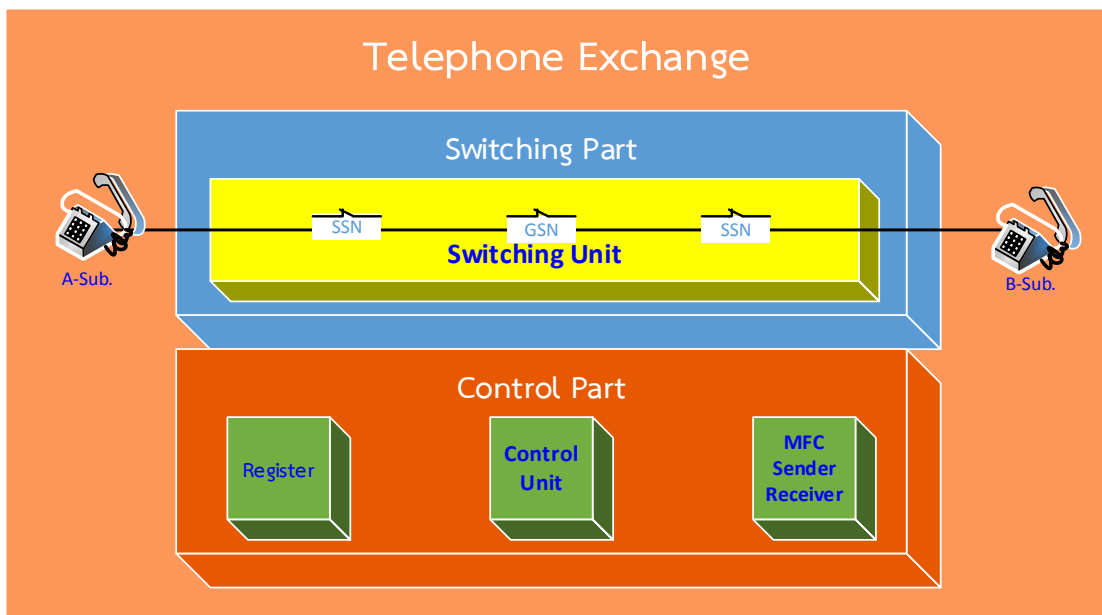 Telephone Exchange
Switching Part
SSN
GSN
SSN
Switching Unit
A-Sub.
B-Sub.
Control Part
Register
Control
Unit
MFC
Sender
Receiver